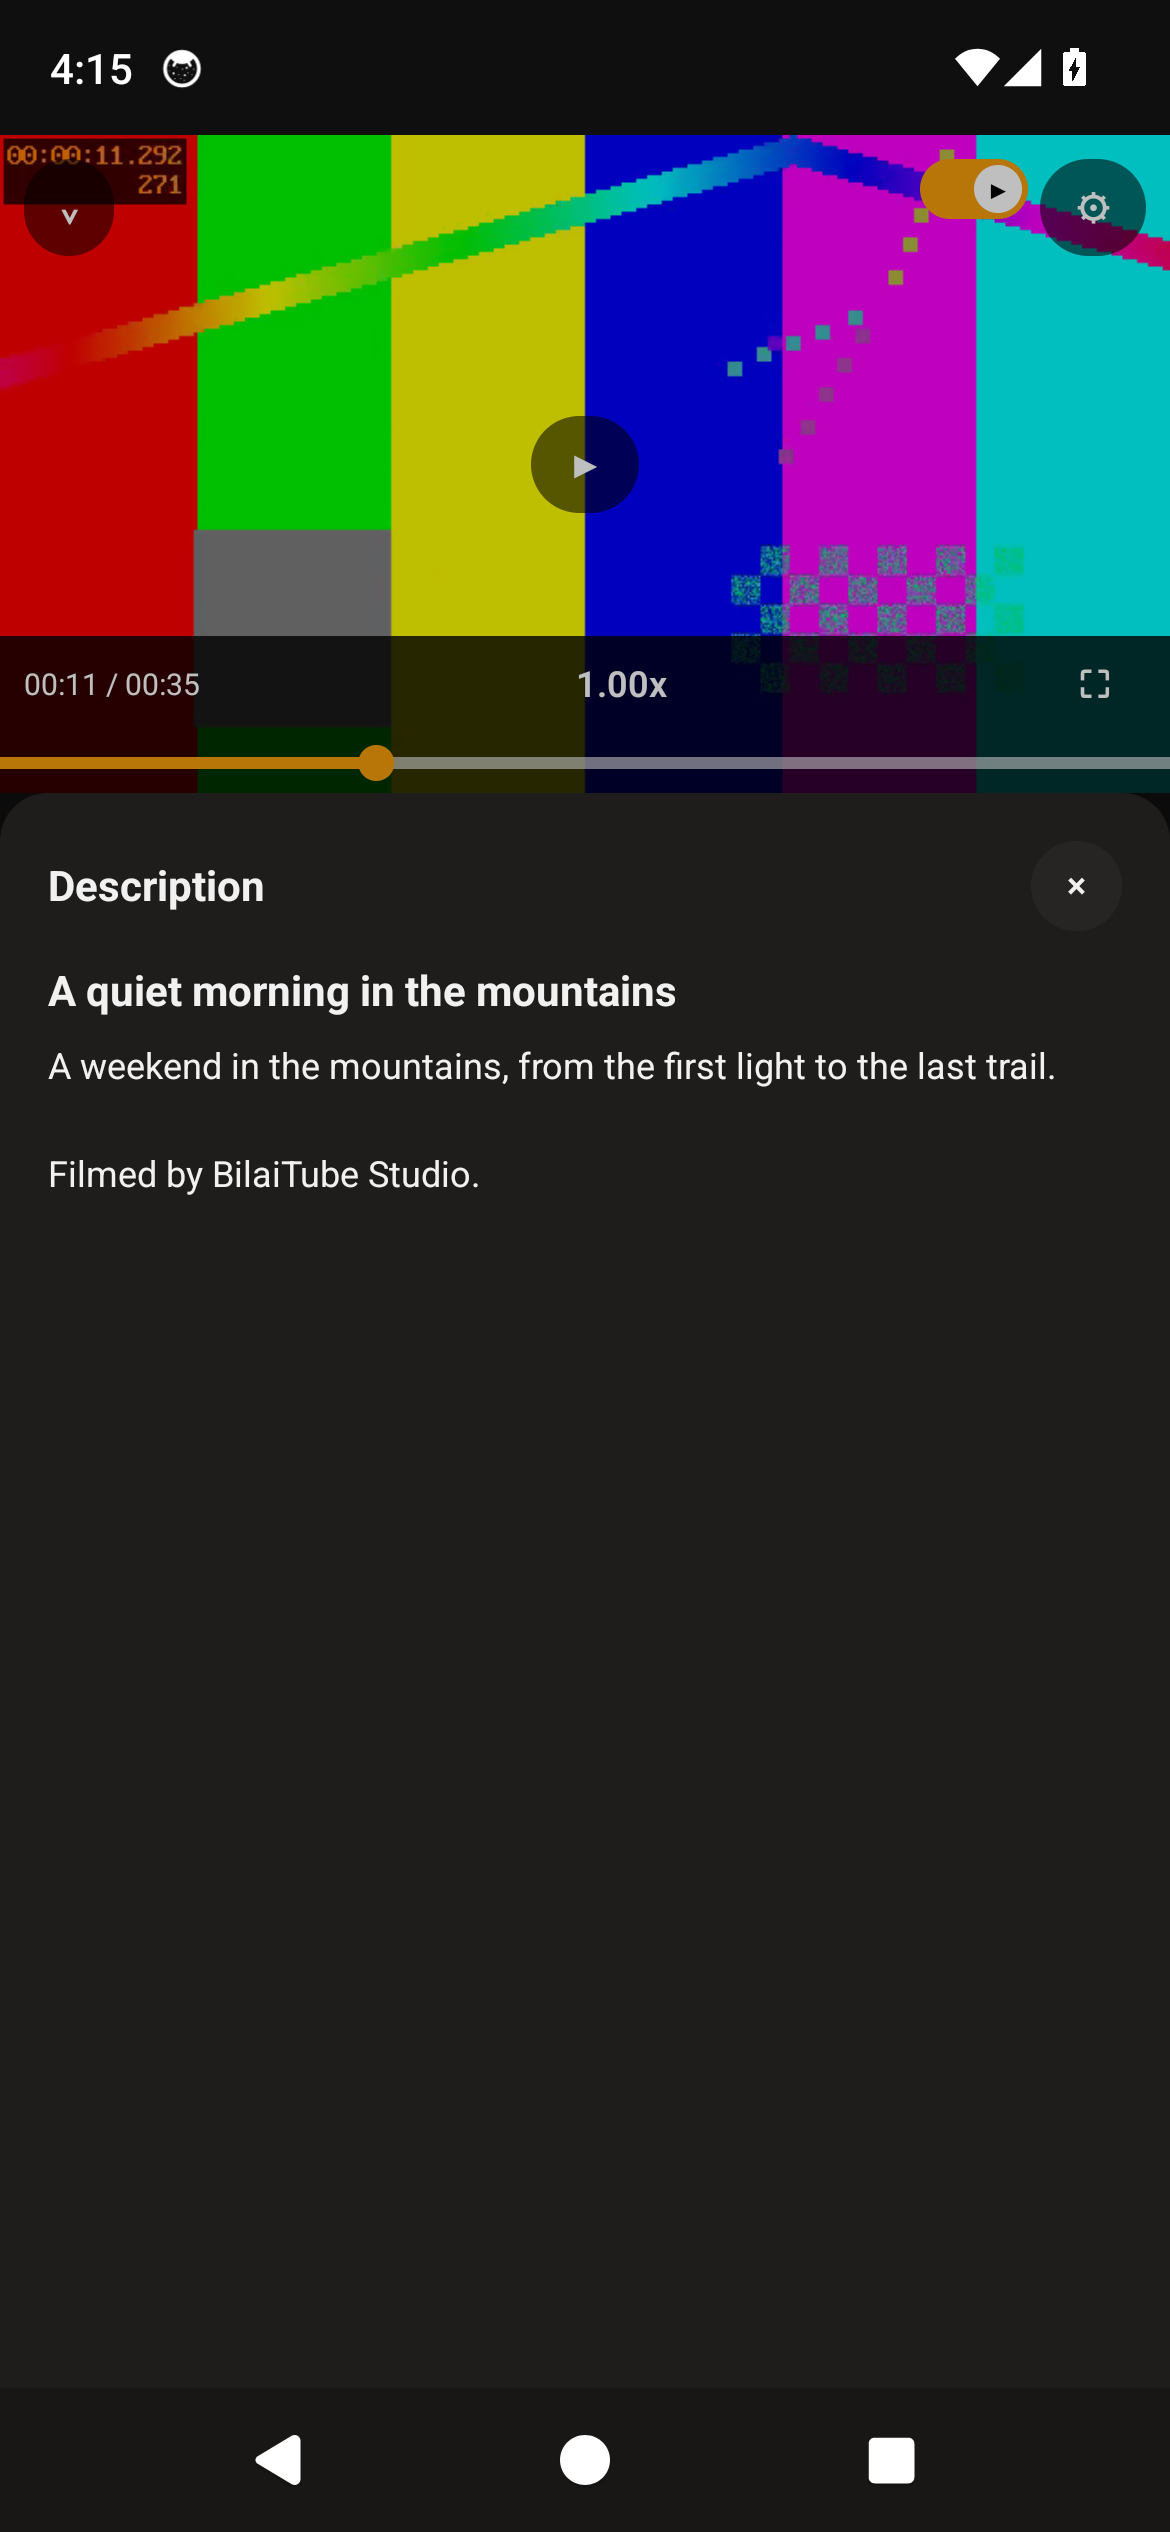 4:15
00:00:11.292
271
00:11 / 00:35
1.00x
Description
A quiet morning in the mountains
A weekend in the mountains, from the first light to the last trail.
Filmed by BilaiTube Studio.